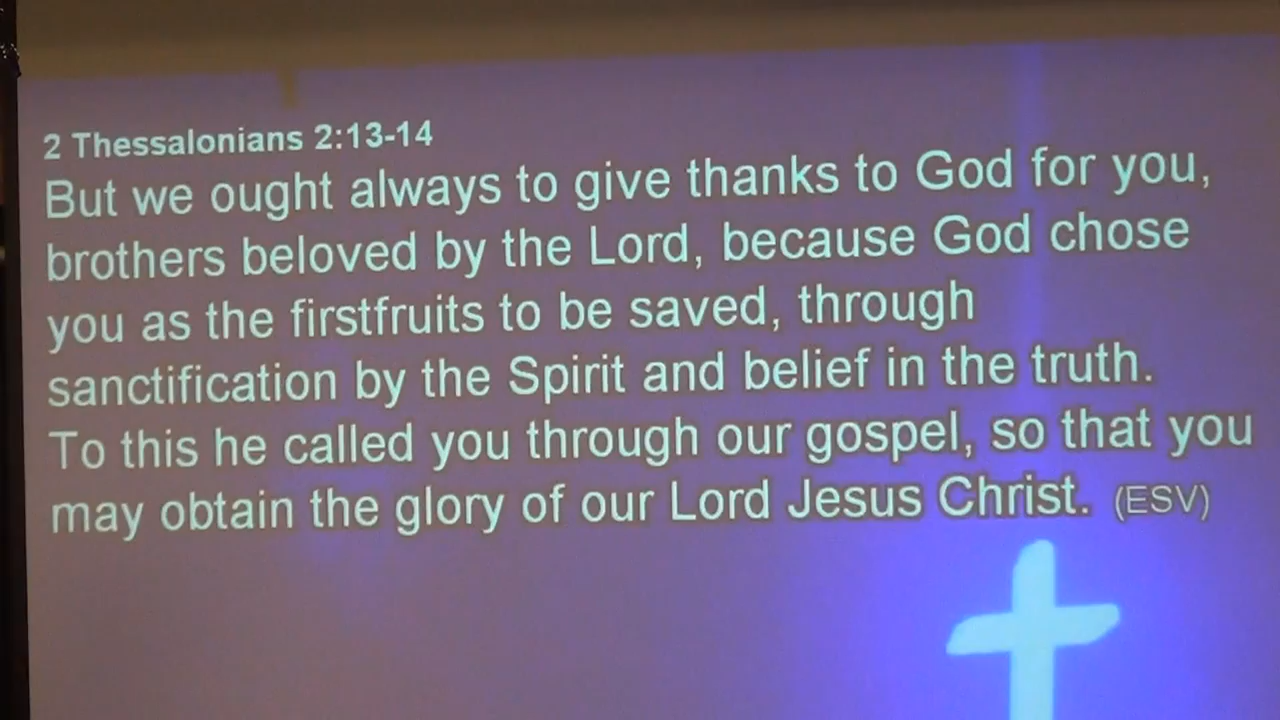 2 Thessalonians 2:13-14
But we ought always to give thanks to God for you,
brothers beloved by the Lord, because God chose
you as the firstfruits to be saved, through
sanctification by the Spirit and belief in the truth.
To this he called you through our gospel, so that you
may obtain the glory of our Lord Jesus Christ. (ESV)